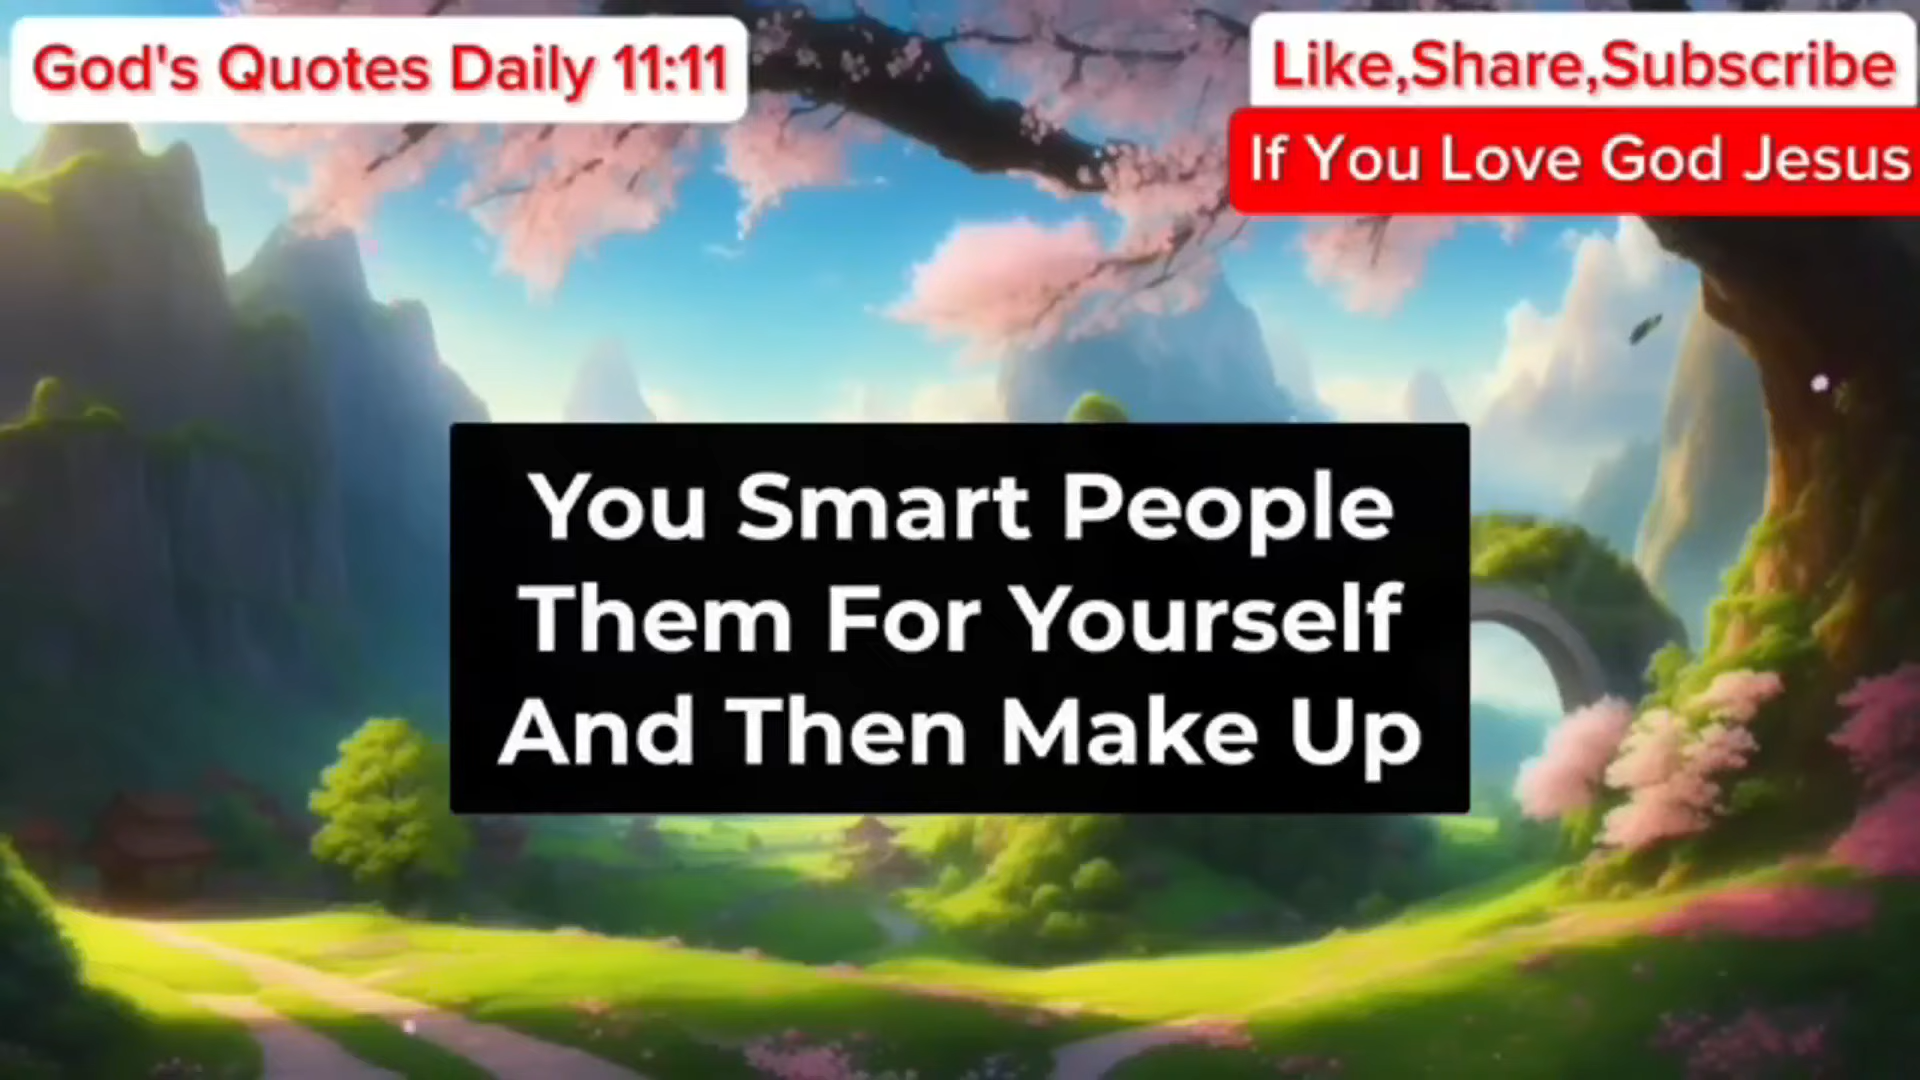 God's Quotes Daily 11:11
Like,Share,Subscribe
If You Love God Jesus
You Smart People
Them For Yourself
And Then Make Up